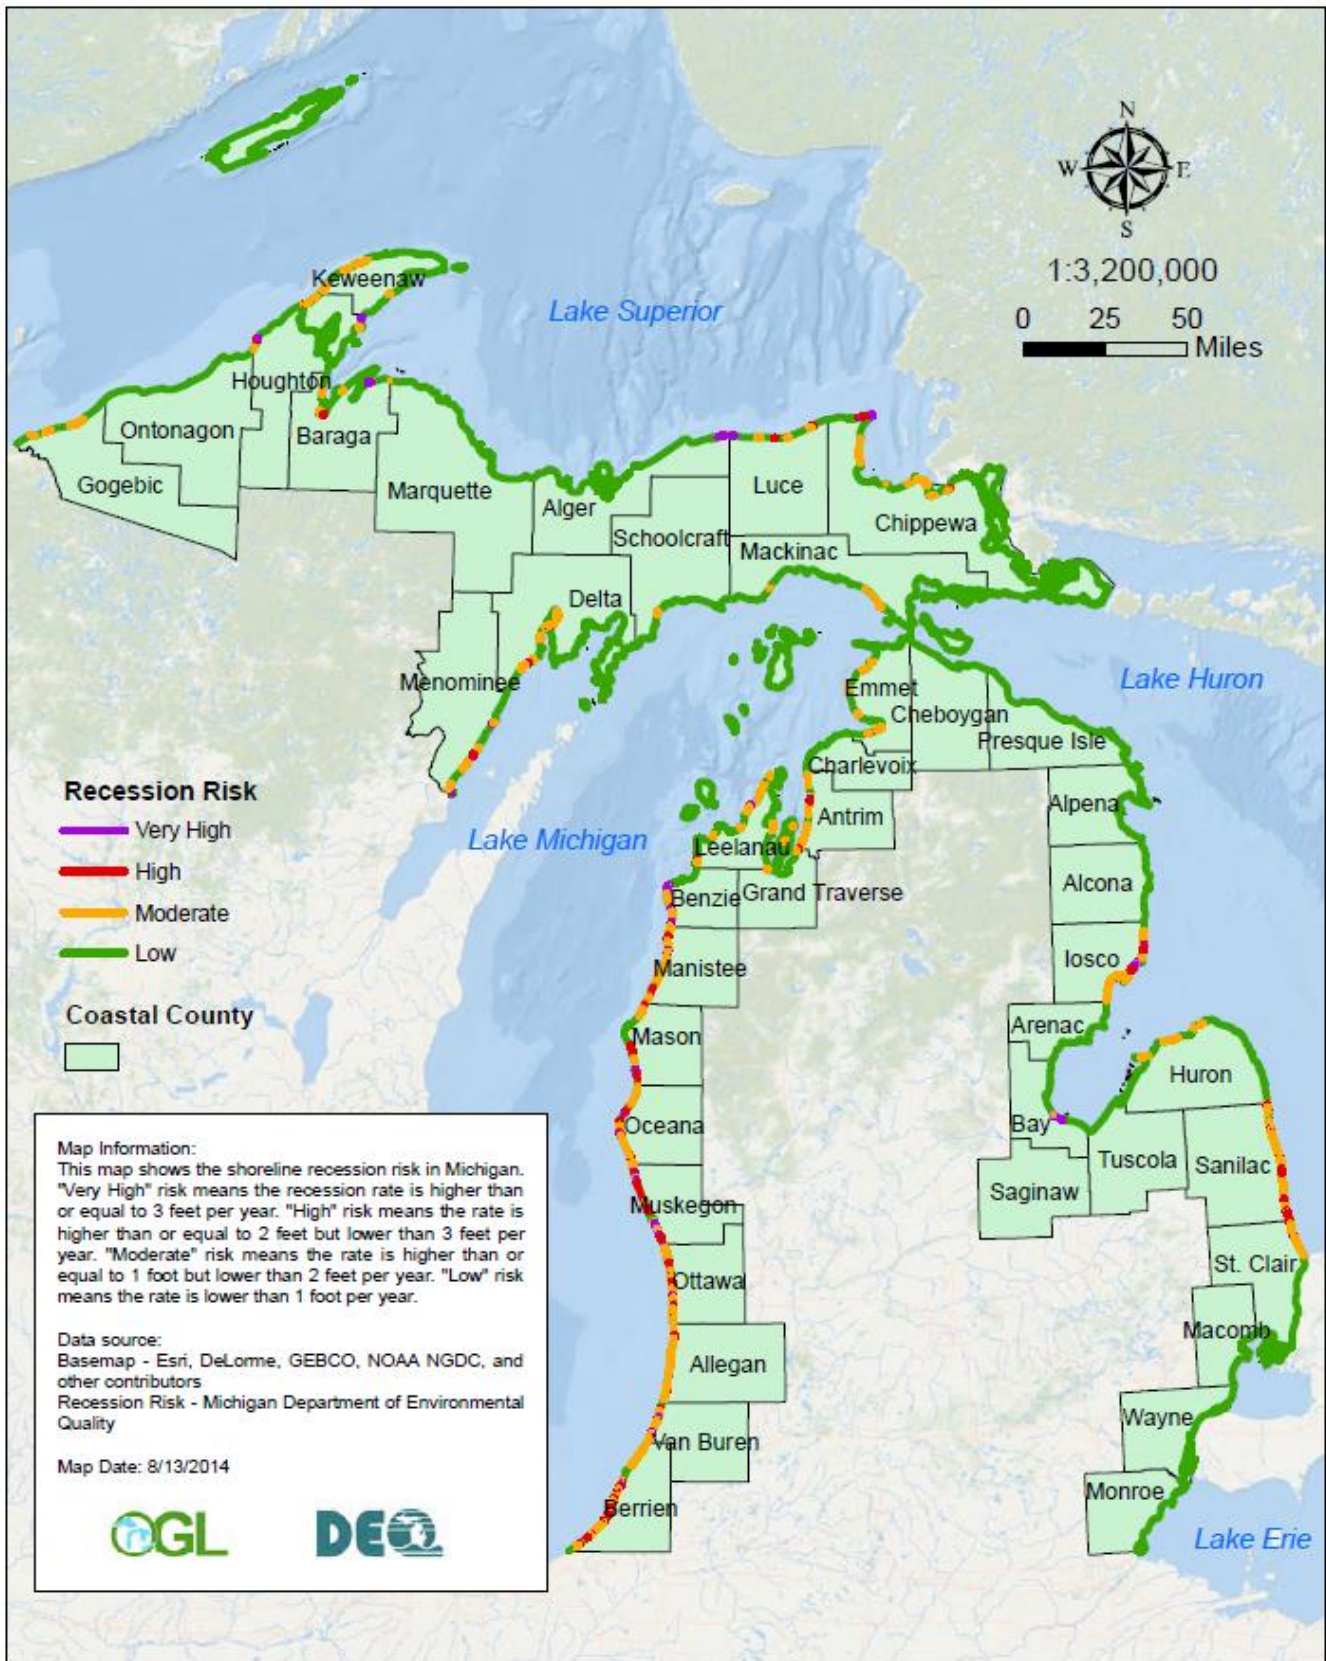 N
W E
S
1:3,200,000
0 25 50
Miles
Keweenaw
Lake Superior
Houghton
Ontonagon
Baraga
Gogebic
Marquette
Alger
Luce
Schoolcraft
Chippewa
Mackinac
Delta
Menominee
Lake Huron
Emmet
Cheboygan
Presque Isle
Charlevoix
Recession Risk
Very High
High
Moderate
Low
Coastal County
Lake Michigan
Antrim
Alpena
Leelanau
Benzie
Grand Traverse
Alcona
Manistee
Iosco
Mason
Arenac
Huron
Oceana
Bay
Tuscola
Sanilac
Saginaw
Muskegon
Ottawa
St. Clair
Macomb
Allegan
Wayne
Van Buren
Monroe
Berrien
Lake Erie
Map Information:
This map shows the shoreline recession risk in Michigan.
"Very High" risk means the recession rate is higher than
or equal to 3 feet per year. "High" risk means the rate is
higher than or equal to 2 feet but lower than 3 feet per
year. "Moderate" risk means the rate is higher than or
equal to 1 foot but lower than 2 feet per year. "Low" risk
means the rate is lower than 1 foot per year.
Data source:
Basemap - Esri, DeLorme, GEBCO, NOAA NGDC, and
other contributors
Recession Risk - Michigan Department of Environmental
Quality
Map Date: 8/13/2014
OGL
DEQ